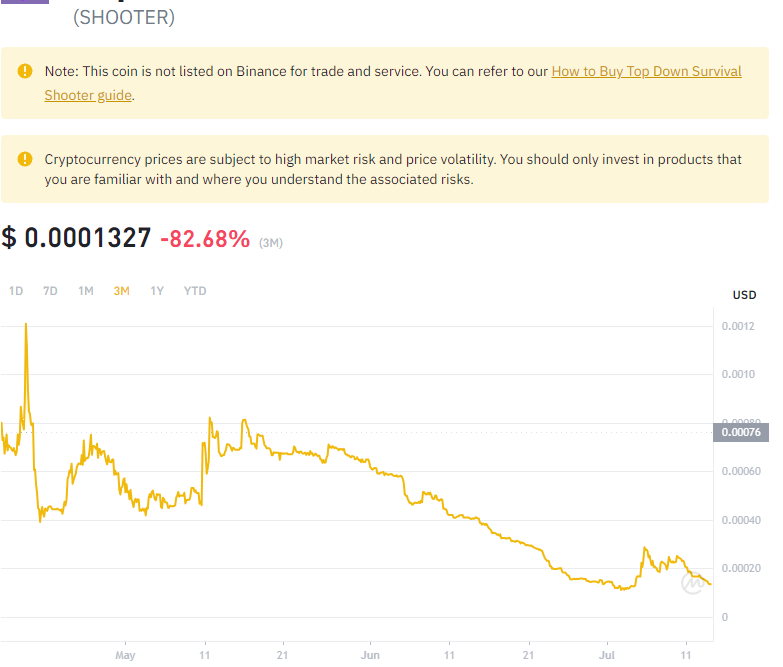 (SHOOTER)
Note: This coin is not listed on Binance for trade and service. You can refer to our How to Buy Top Down Survival
Shooter guide.
Cryptocurrency prices are subject to high market risk and price volatility. You should only invest in products that
you are familiar with and where you understand the associated risks.
$ 0.0001327 -82.68% (3M)
1D 7D 1M 3M 1Y YTD
USD
0.0012
0.0010
0.00080
0.00076
0.00060
0.00040
0.00020
0
May 11 21 Jun 11 21 Jul 11